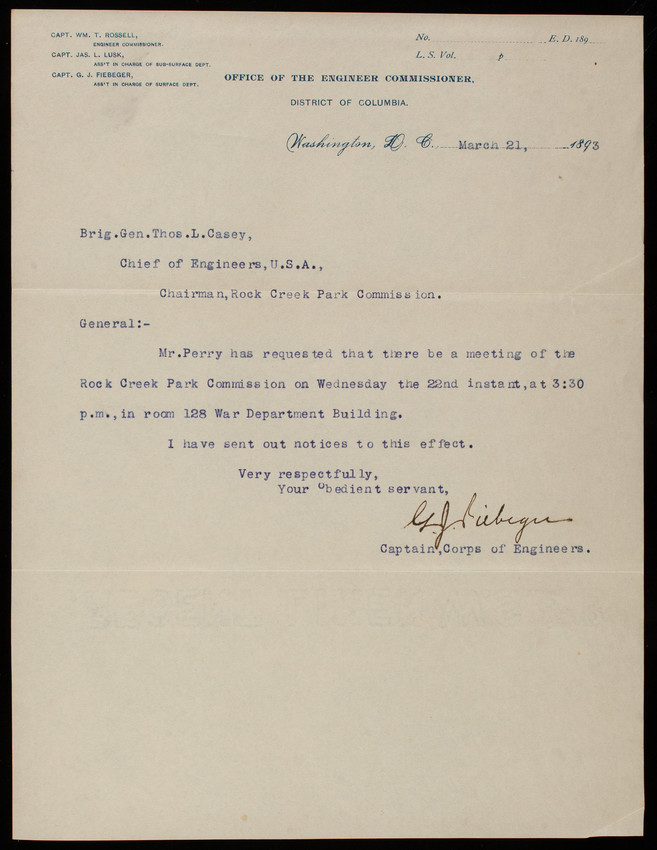 CAPT. WM. T. ROSSELL,
ENGINEER COMMISSIONER.
CAPT. JAS. L. LUSK,
ASS'T IN CHARGE OF SUB-SURFACE DEPT.
CAPT. G. J. FIEBEGER,
ASS'T IN CHARGE OF SURFACE DEPT.
No. E. D. 189
L. S. Vol. p
OFFICE OF THE ENGINEER COMMISSIONER,
DISTRICT OF COLUMBIA.
Washington, D. C., March 21, 1893
Brig.Gen.Thos.L.Casey,
Chief of Engineers,U.S.A.,
Chairman,Rock Creek Park Commission.
General:-
Mr.Perry has requested that there be a meeting of the
Rock Creek Park Commission on Wednesday the 22nd instant,at 3:30
p.m.,in room 128 War Department Building.
I have sent out notices to this effect.
Very respectfully,
Your Obedient servant,
G. J. Fiebeger
Captain,Corps of Engineers.